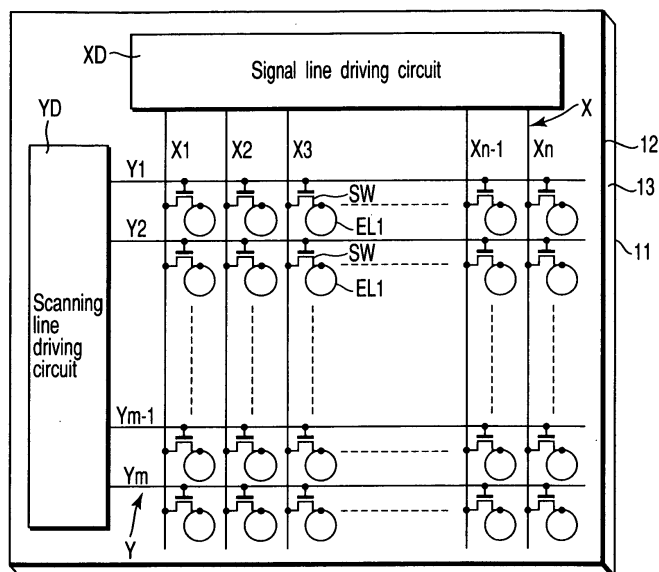 XD
Signal line driving circuit
YD
X
X1 X2 X3 Xn-1 Xn
12
13
11
Y1
SW
EL1
Y2
SW
EL1
Scanning
line
driving
circuit
Ym-1
Ym
Y